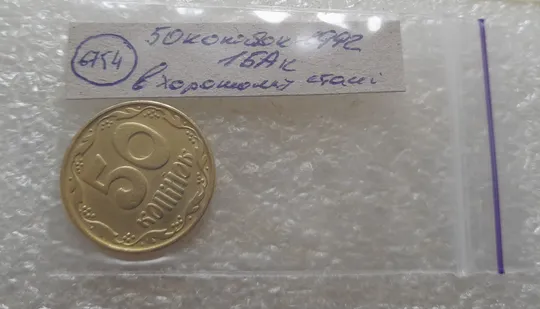 6754
50 копійок 1992
1БАк
в хорошому стані
50
КОПІЙОК